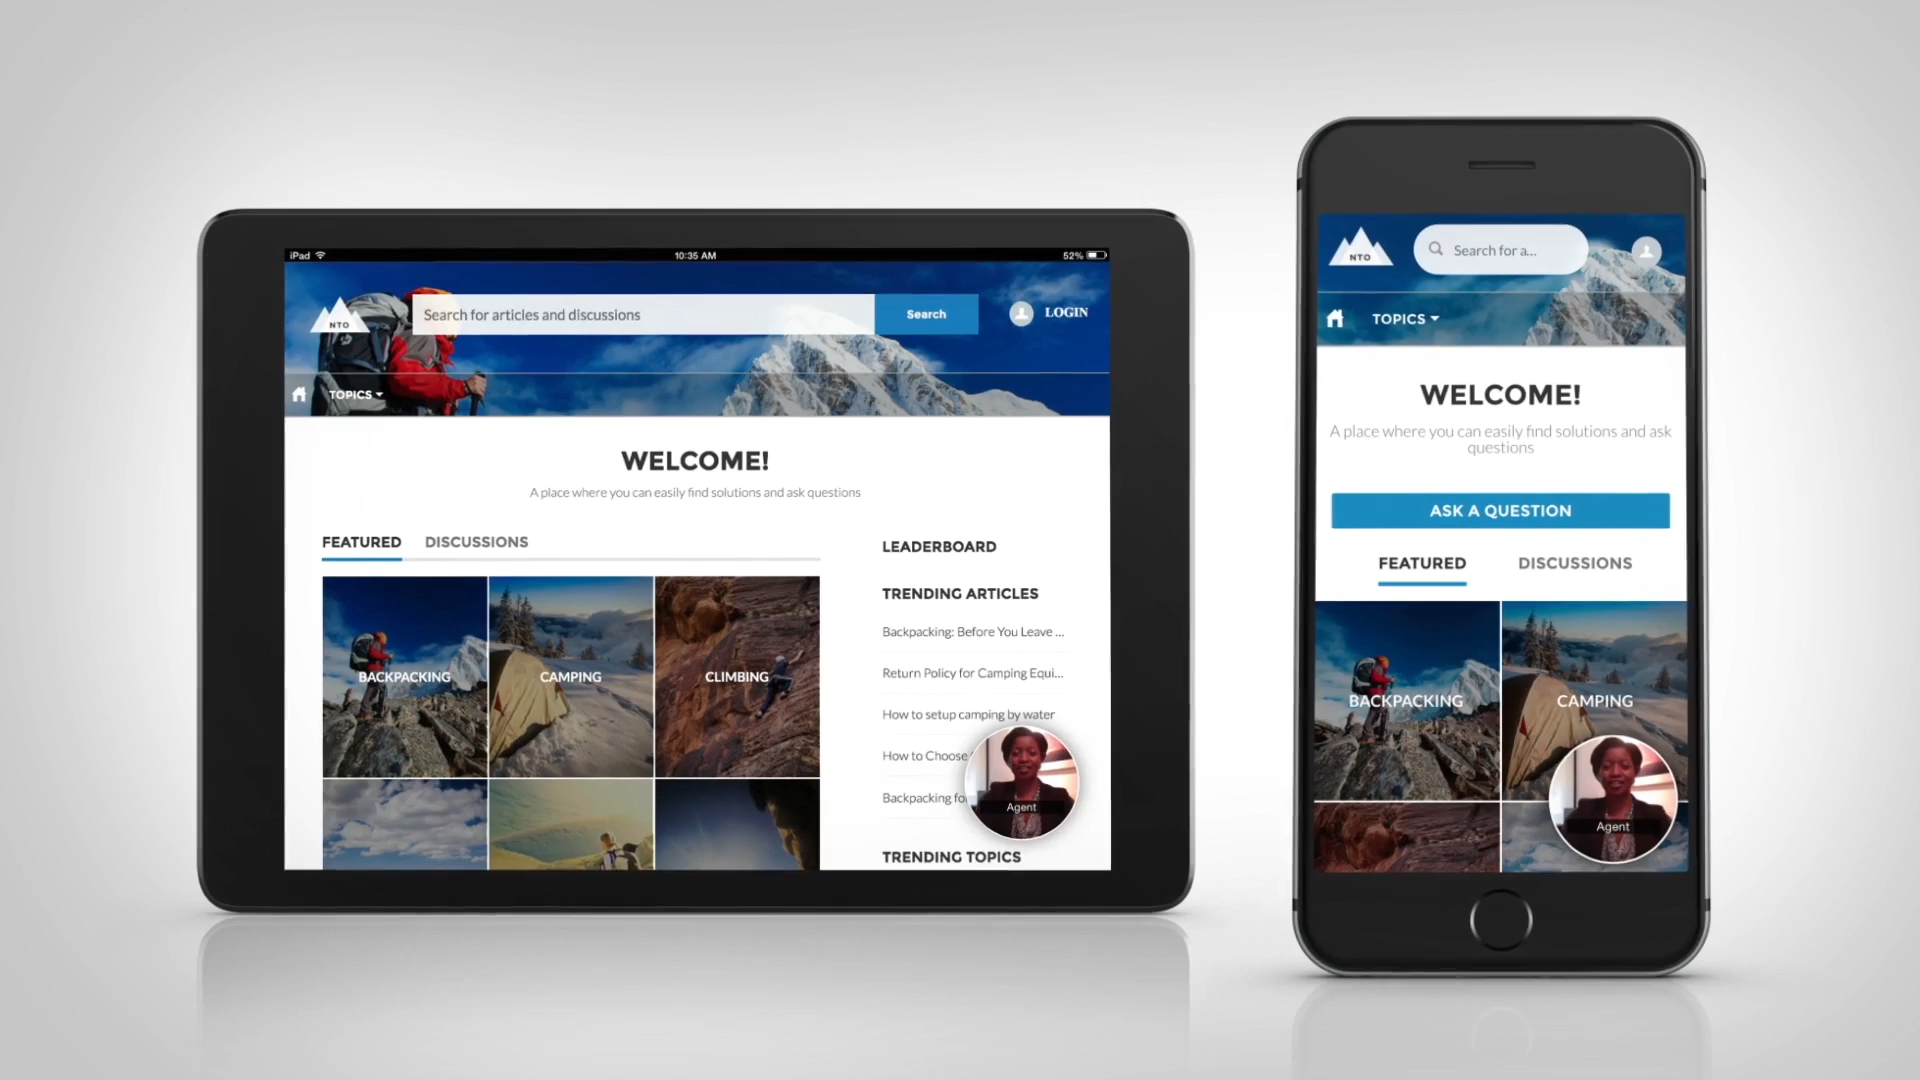 iPad
10:35 AM
52%
NTO
Search for articles and discussions
Search
LOGIN
TOPICS
WELCOME!
A place where you can easily find solutions and ask questions
FEATURED
DISCUSSIONS
BACKPACKING
CAMPING
CLIMBING
LEADERBOARD
TRENDING ARTICLES
Backpacking: Before You Leave ...
Return Policy for Camping Equi...
How to setup camping by water
How to Choose
Backpacking fo
Agent
TRENDING TOPICS
NTO
Search for a...
TOPICS
WELCOME!
A place where you can easily find solutions and ask
questions
ASK A QUESTION
FEATURED
DISCUSSIONS
BACKPACKING
CAMPING
Agent